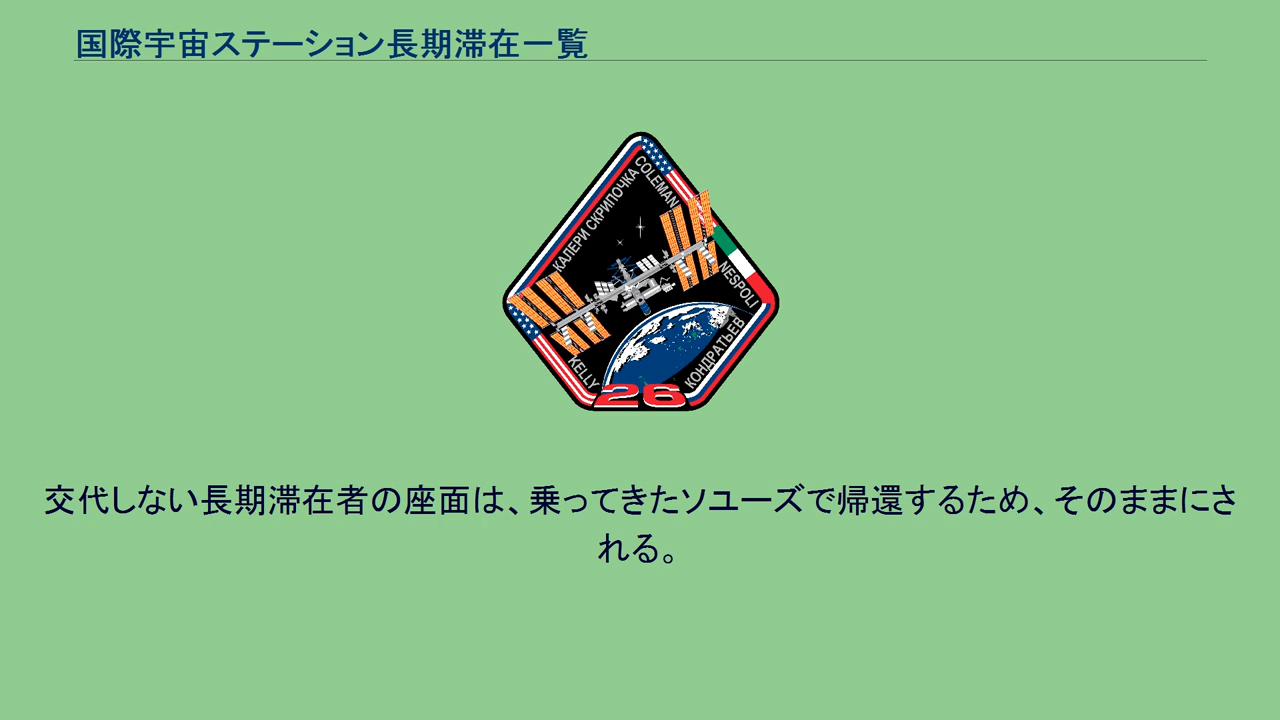 国際宇宙ステーション長期滞在一覧
КАЛЕРИ СКРИПОЧКА
COLEMAN
NESPOLI
КОНДРАТЬЕВ
KELLY
26
交代しない長期滞在者の座面は、乗ってきたソユーズで帰還するため、そのままにさ
れる。